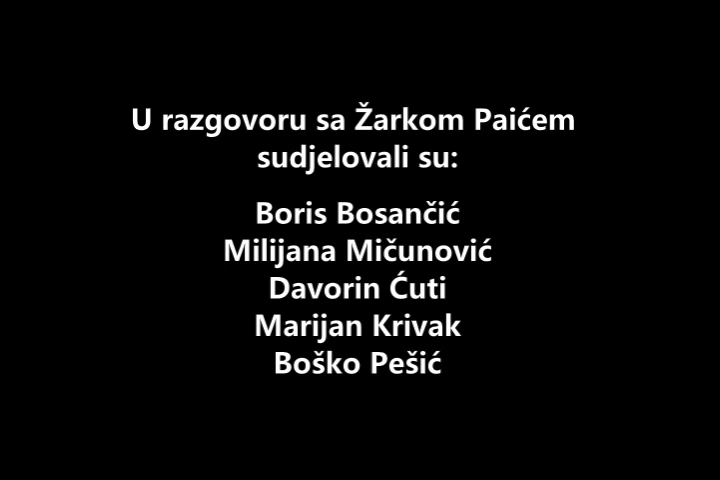 U razgovoru sa Žarkom Paićem
sudjelovali su:
Boris Bosančić
Milijana Mičunović
Davorin Ćuti
Marijan Krivak
Boško Pešić